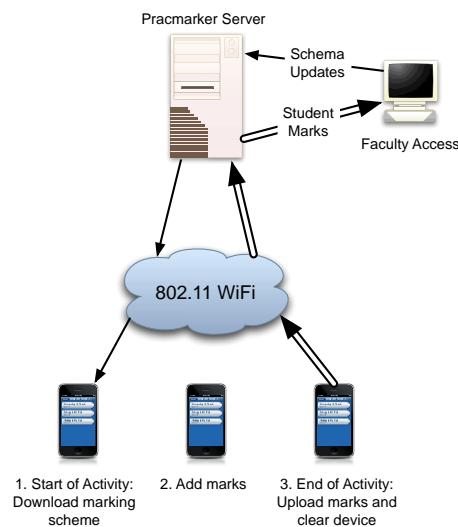 Pracmarker Server
Schema
Updates
Student
Marks
Faculty Access
802.11 WiFi
1. Start of Activity:
Download marking
scheme
2. Add marks
3. End of Activity:
Upload marks and
clear device